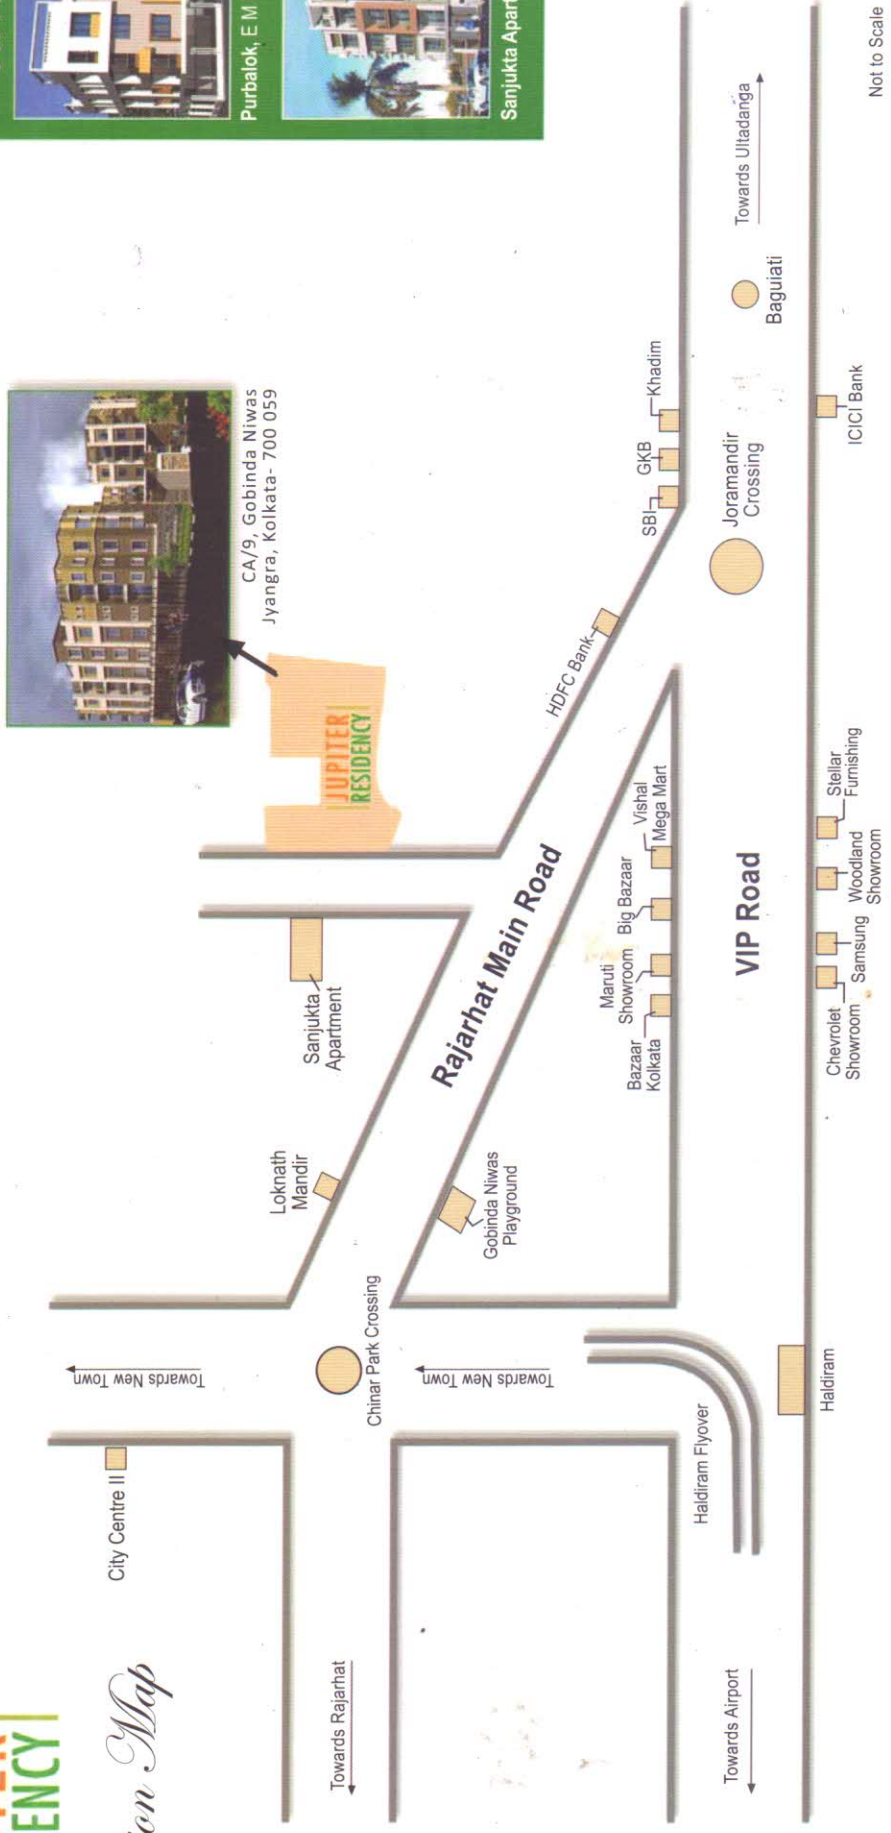 ENCY
on Map
City Centre II
Towards New Town
CA/9, Gobinda Niwas
Jyangra, Kolkata- 700 059
JUPITER
RESIDENCY
Purbalok, E M
Sanjukta Apar
Sanjukta
Apartment
Loknath
Mandir
Towards Rajarhat
Chinar Park Crossing
Towards New Town
Rajarhat Main Road
Gobinda Niwas
Playground
HDFC Bank
SBI
GKB
Khadim
Bazaar
Kolkata
Maruti
Showroom
Big Bazaar
Vishal
Mega Mart
Haldiram Flyover
Towards Airport
VIP Road
Joramandir
Crossing
Baguiati
Towards Ultadanga
Haldiram
Chevrolet
Showroom
Samsung
Woodland
Showroom
Stellar
Furnishing
ICICI Bank
Not to Scale